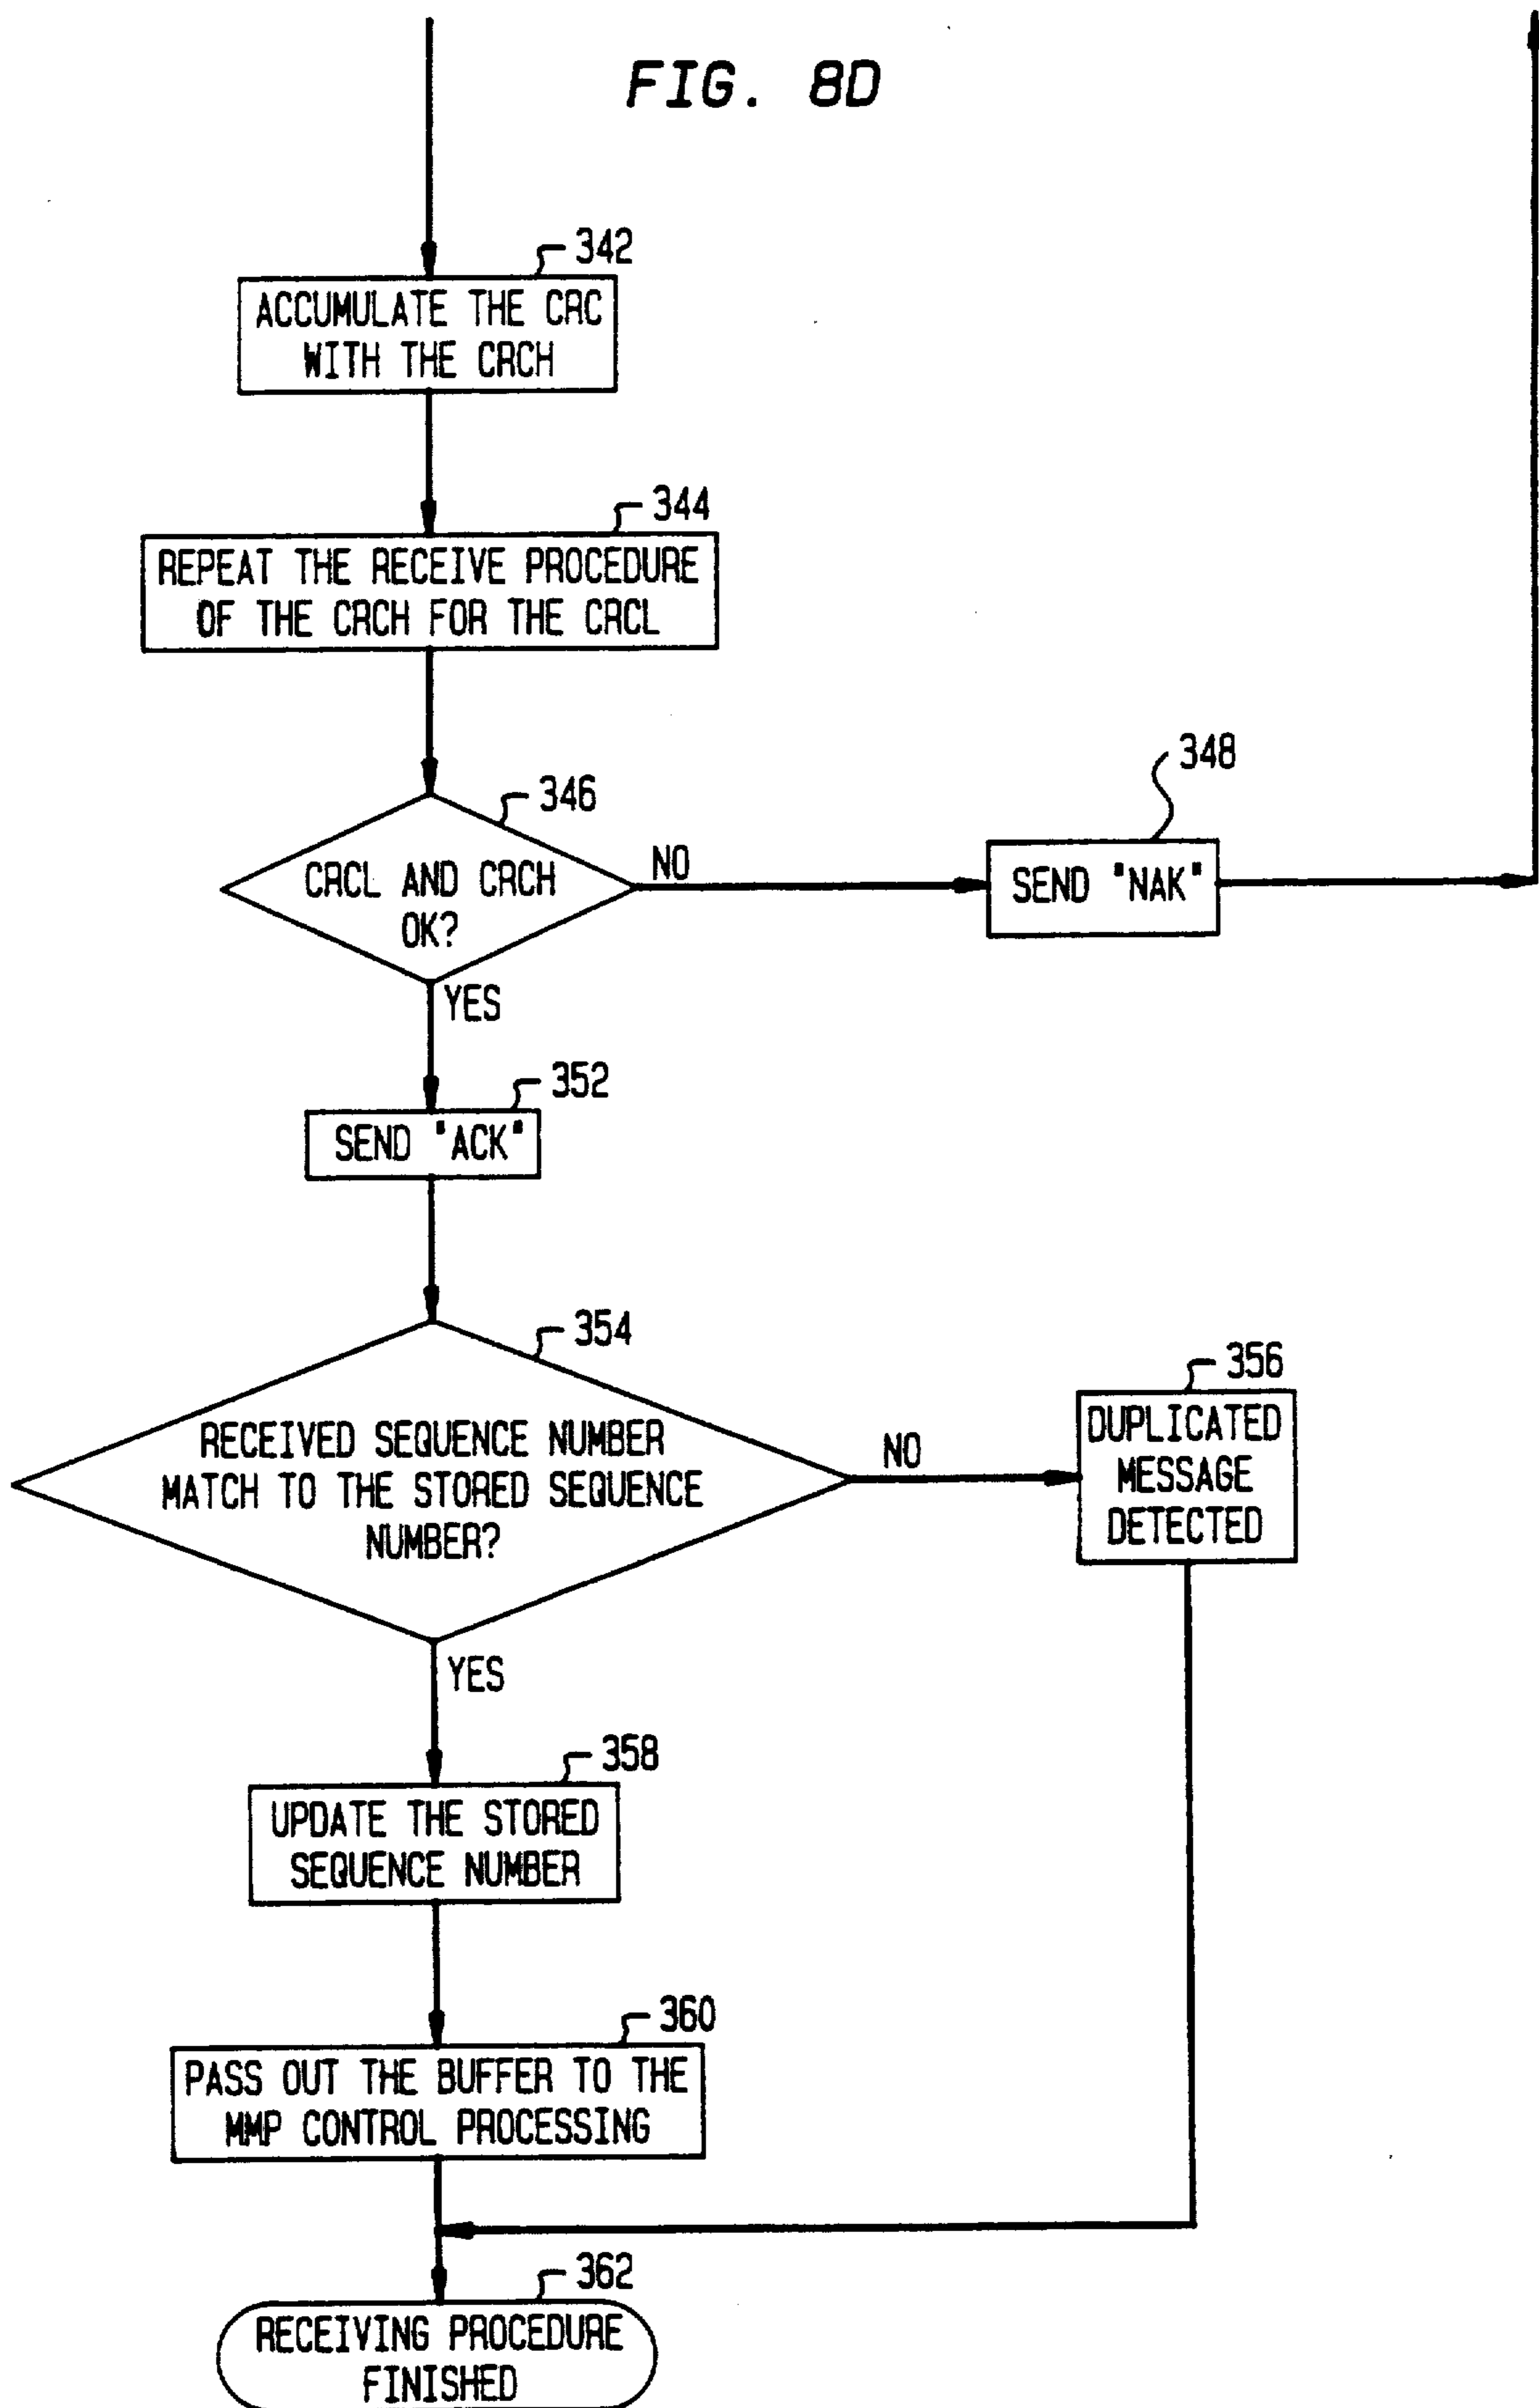 FIG. 8D
342
ACCUMULATE THE CRC
WITH THE CRCH
344
REPEAT THE RECEIVE PROCEDURE
OF THE CRCH FOR THE CRCL
346
CRCL AND CRCH
OK?
NO
348
SEND "NAK"
YES
352
SEND "ACK"
354
RECEIVED SEQUENCE NUMBER
MATCH TO THE STORED SEQUENCE
NUMBER?
NO
356
DUPLICATED
MESSAGE
DETECTED
YES
358
UPDATE THE STORED
SEQUENCE NUMBER
360
PASS OUT THE BUFFER TO THE
MMP CONTROL PROCESSING
362
RECEIVING PROCEDURE
FINISHED